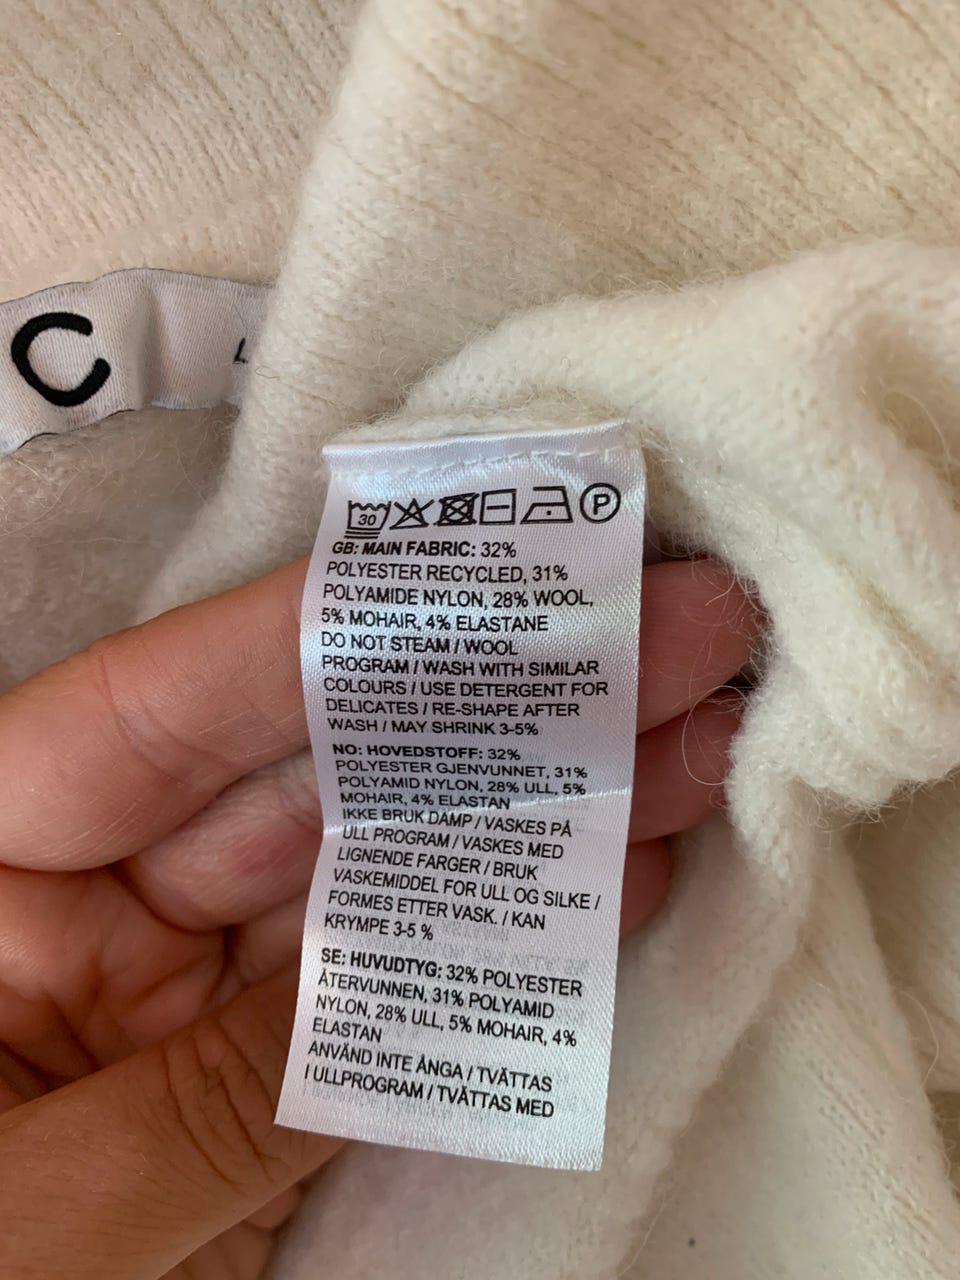 C
L
30 P
GB: MAIN FABRIC: 32%
POLYESTER RECYCLED, 31%
POLYAMIDE NYLON, 28% WOOL,
5% MOHAIR, 4% ELASTANE
DO NOT STEAM / WOOL
PROGRAM / WASH WITH SIMILAR
COLOURS / USE DETERGENT FOR
DELICATES / RE-SHAPE AFTER
WASH / MAY SHRINK 3-5%
NO: HOVEDSTOFF: 32%
POLYESTER GJENVUNNET, 31%
POLYAMID NYLON, 28% ULL, 5%
MOHAIR, 4% ELASTAN
IKKE BRUK DAMP / VASKES PÅ
ULL PROGRAM / VASKES MED
LIGNENDE FARGER / BRUK
VASKEMIDDEL FOR ULL OG SILKE /
FORMES ETTER VASK. / KAN
KRYMPE 3-5 %
SE: HUVUDTYG: 32% POLYESTER
ÅTERVUNNEN, 31% POLYAMID
NYLON, 28% ULL, 5% MOHAIR, 4%
ELASTAN
ANVÄND INTE ÅNGA / TVÄTTAS
I ULLPROGRAM / TVÄTTAS MED